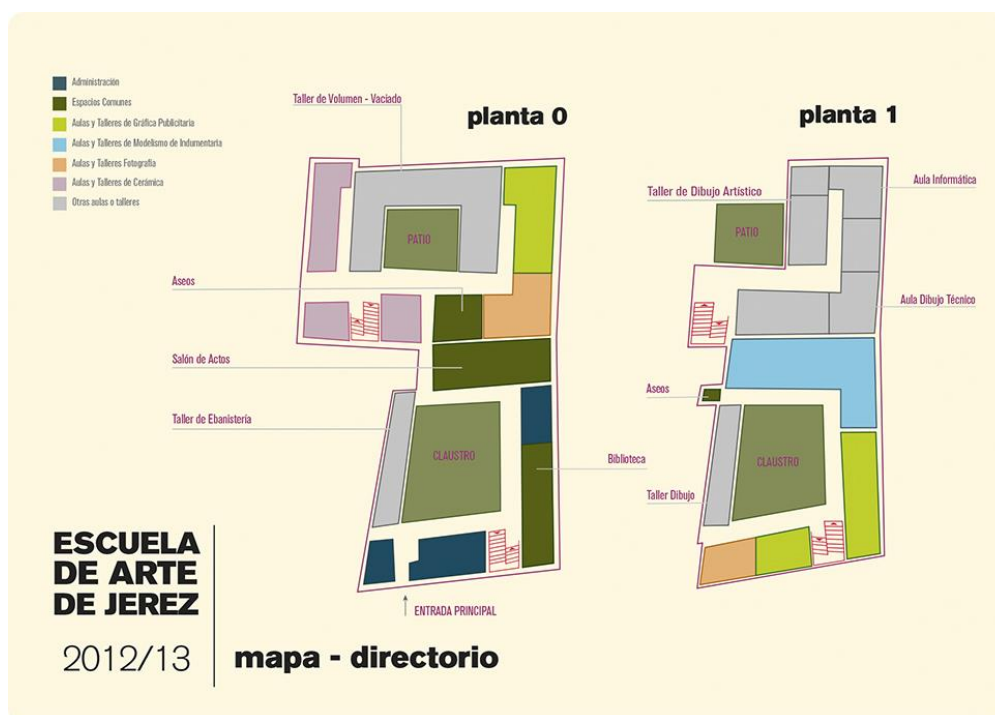 Administración
Espacios Comunes
Aulas y Talleres de Gráfica Publicitaria
Aulas y Talleres de Modelismo de Indumentaria
Aulas y Talleres Fotografía
Aulas y Talleres de Cerámica
Otras aulas o talleres
Taller de Volumen - Vaciado
planta 0
PATIO
Aseos
Salón de Actos
Taller de Ebanistería
CLAUSTRO
Biblioteca
ENTRADA PRINCIPAL
planta 1
Aula Informática
Taller de Dibujo Artístico
PATIO
Aula Dibujo Técnico
Aseos
CLAUSTRO
Taller Dibujo
ESCUELA
DE ARTE
DE JEREZ
2012/13
mapa - directorio